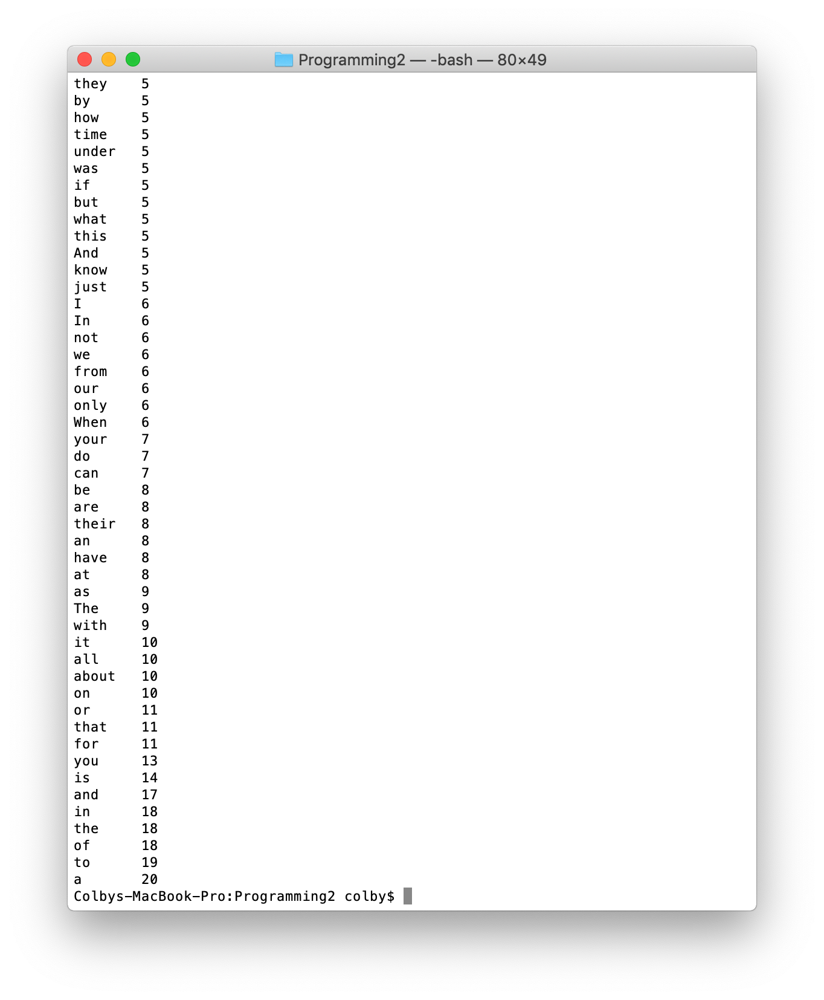 Programming2 — -bash — 80×49
they 5
by 5
how 5
time 5
under 5
was 5
if 5
but 5
what 5
this 5
And 5
know 5
just 5
I 6
In 6
not 6
we 6
from 6
our 6
only 6
When 6
your 7
do 7
can 7
be 8
are 8
their 8
an 8
have 8
at 8
as 9
The 9
with 9
it 10
all 10
about 10
on 10
or 11
that 11
for 11
you 13
is 14
and 17
in 18
the 18
of 18
to 19
a 20
Colbys-MacBook-Pro:Programming2 colby$